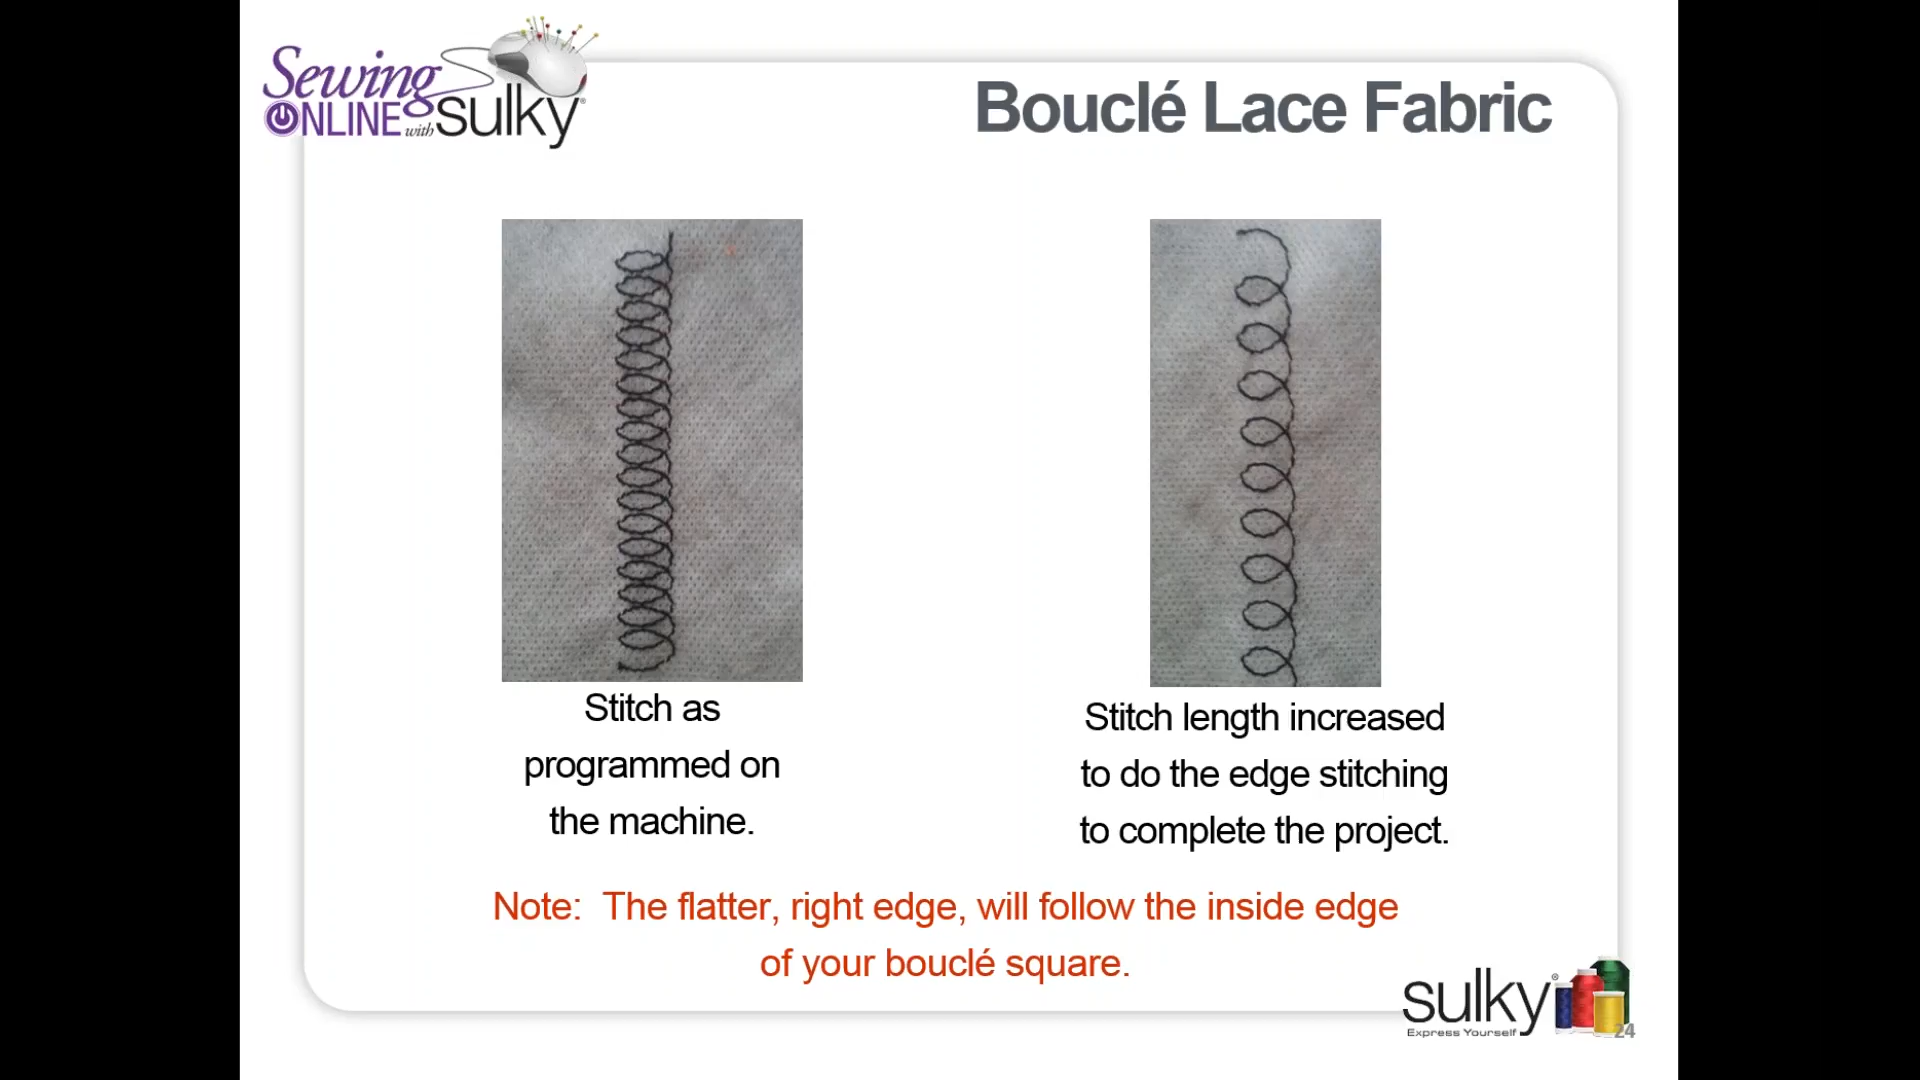 Sewing
ONLINE with sulky®
Bouclé Lace Fabric
Stitch as
programmed on
the machine.
Stitch length increased
to do the edge stitching
to complete the project.
Note: The flatter, right edge, will follow the inside edge
of your bouclé square.
sulky®
Express Yourself
24